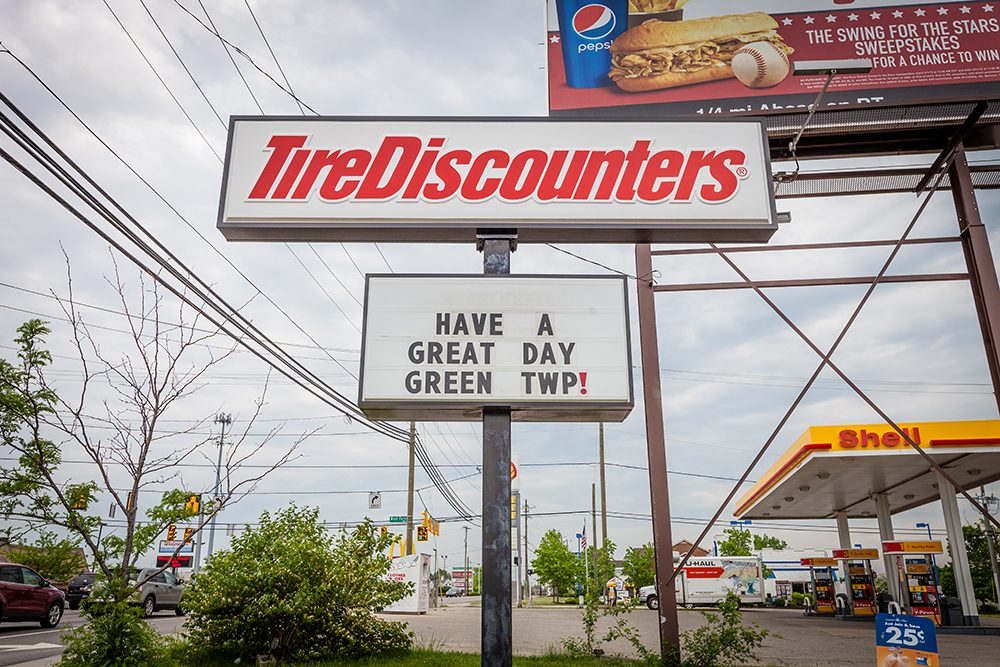 pepsi
THE SWING FOR THE STARS
SWEEPSTAKES
FOR A CHANCE TO WIN
TireDiscounters®
HAVE A
GREAT DAY
GREEN TWP!
Shell
U-HAUL
V-Power
25¢